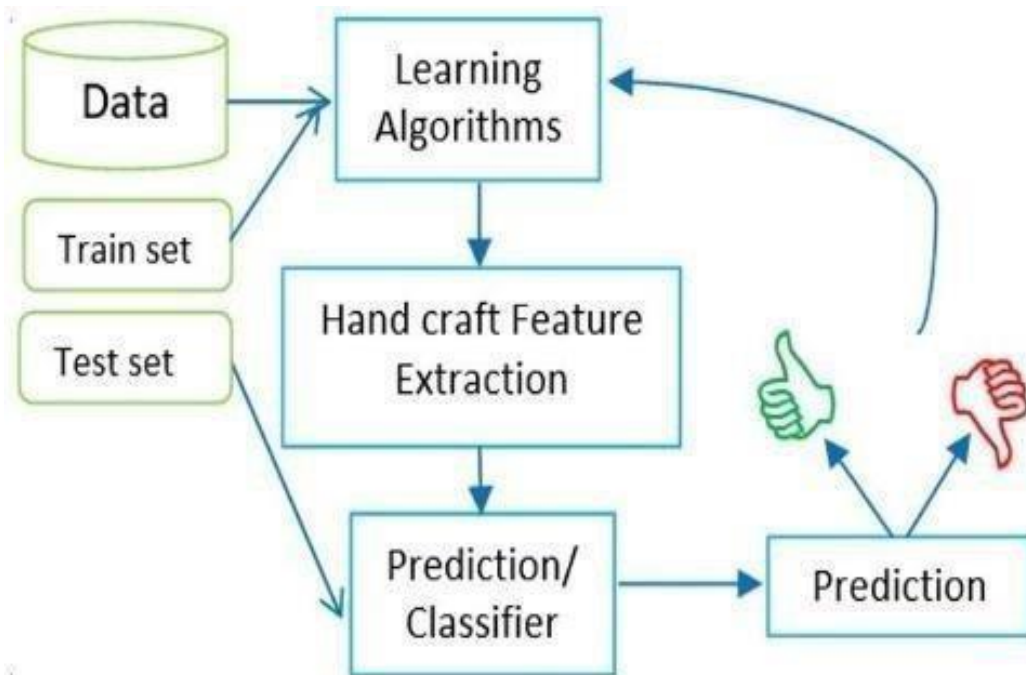 Data
Learning
Algorithms
Train set
Hand craft Feature
Extraction
Test set
Prediction/
Classifier
Prediction